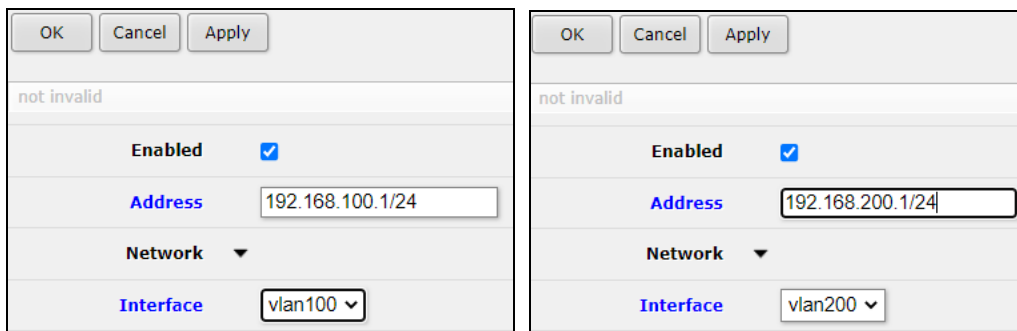 OK Cancel Apply
not invalid
Enabled
Address 192.168.100.1/24
Network
Interface vlan100
OK Cancel Apply
not invalid
Enabled
Address 192.168.200.1/24
Network
Interface vlan200